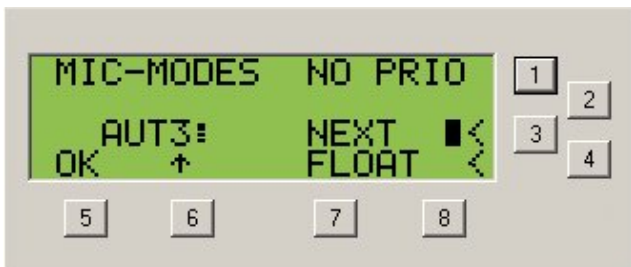 MIC-MODES NO PRIO
AUT3 NEXT <
OK ↑ FLOAT <
1
2
3
4
5 6 7 8